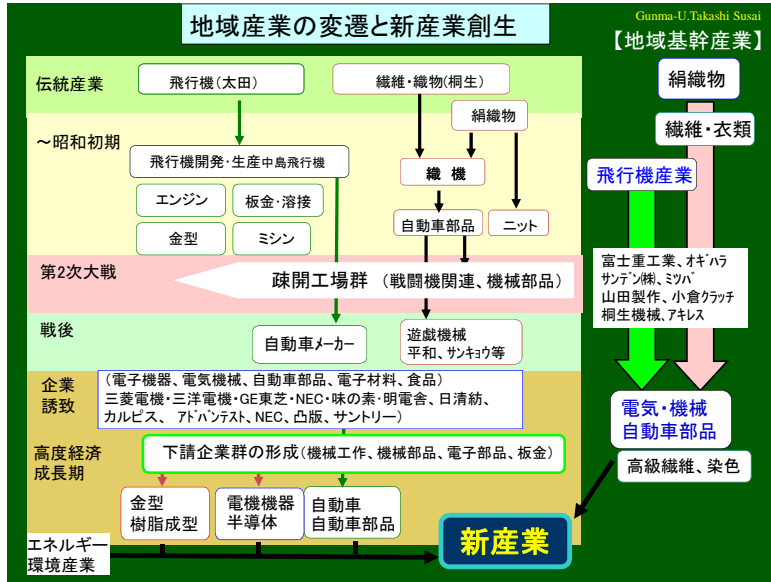 Gunma-U.Takashi Susai
地域産業の変遷と新産業創生
【地域基幹産業】
伝統産業
飛行機(太田)
繊維・織物(桐生)
絹織物
～昭和初期
飛行機開発・生産中島飛行機
エンジン
板金・溶接
金型
ミシン
織 機
自動車部品
ニット
第2次大戦
疎開工場群 (戦闘機関連、機械部品)
戦後
自動車メーカー
遊戯機械
平和、サンキョウ等
企業
誘致
(電子機器、電気機械、自動車部品、電子材料、食品)
三菱電機・三洋電機・GE東芝・NEC・味の素・明電舎、日清紡、
カルピス、 アドバンテスト、NEC、凸版、サントリー)
高度経済
成長期
下請企業群の形成(機械工作、機械部品、電子部品、板金)
金型
樹脂成型
電機機器
半導体
自動車
自動車部品
エネルギー
環境産業
新産業
絹織物
繊維・衣類
飛行機産業
富士重工業、オギハラ
サンデン㈱、ミツバ
山田製作、小倉クラッチ
桐生機械、アキレス
電気・機械
自動車部品
高級繊維、染色